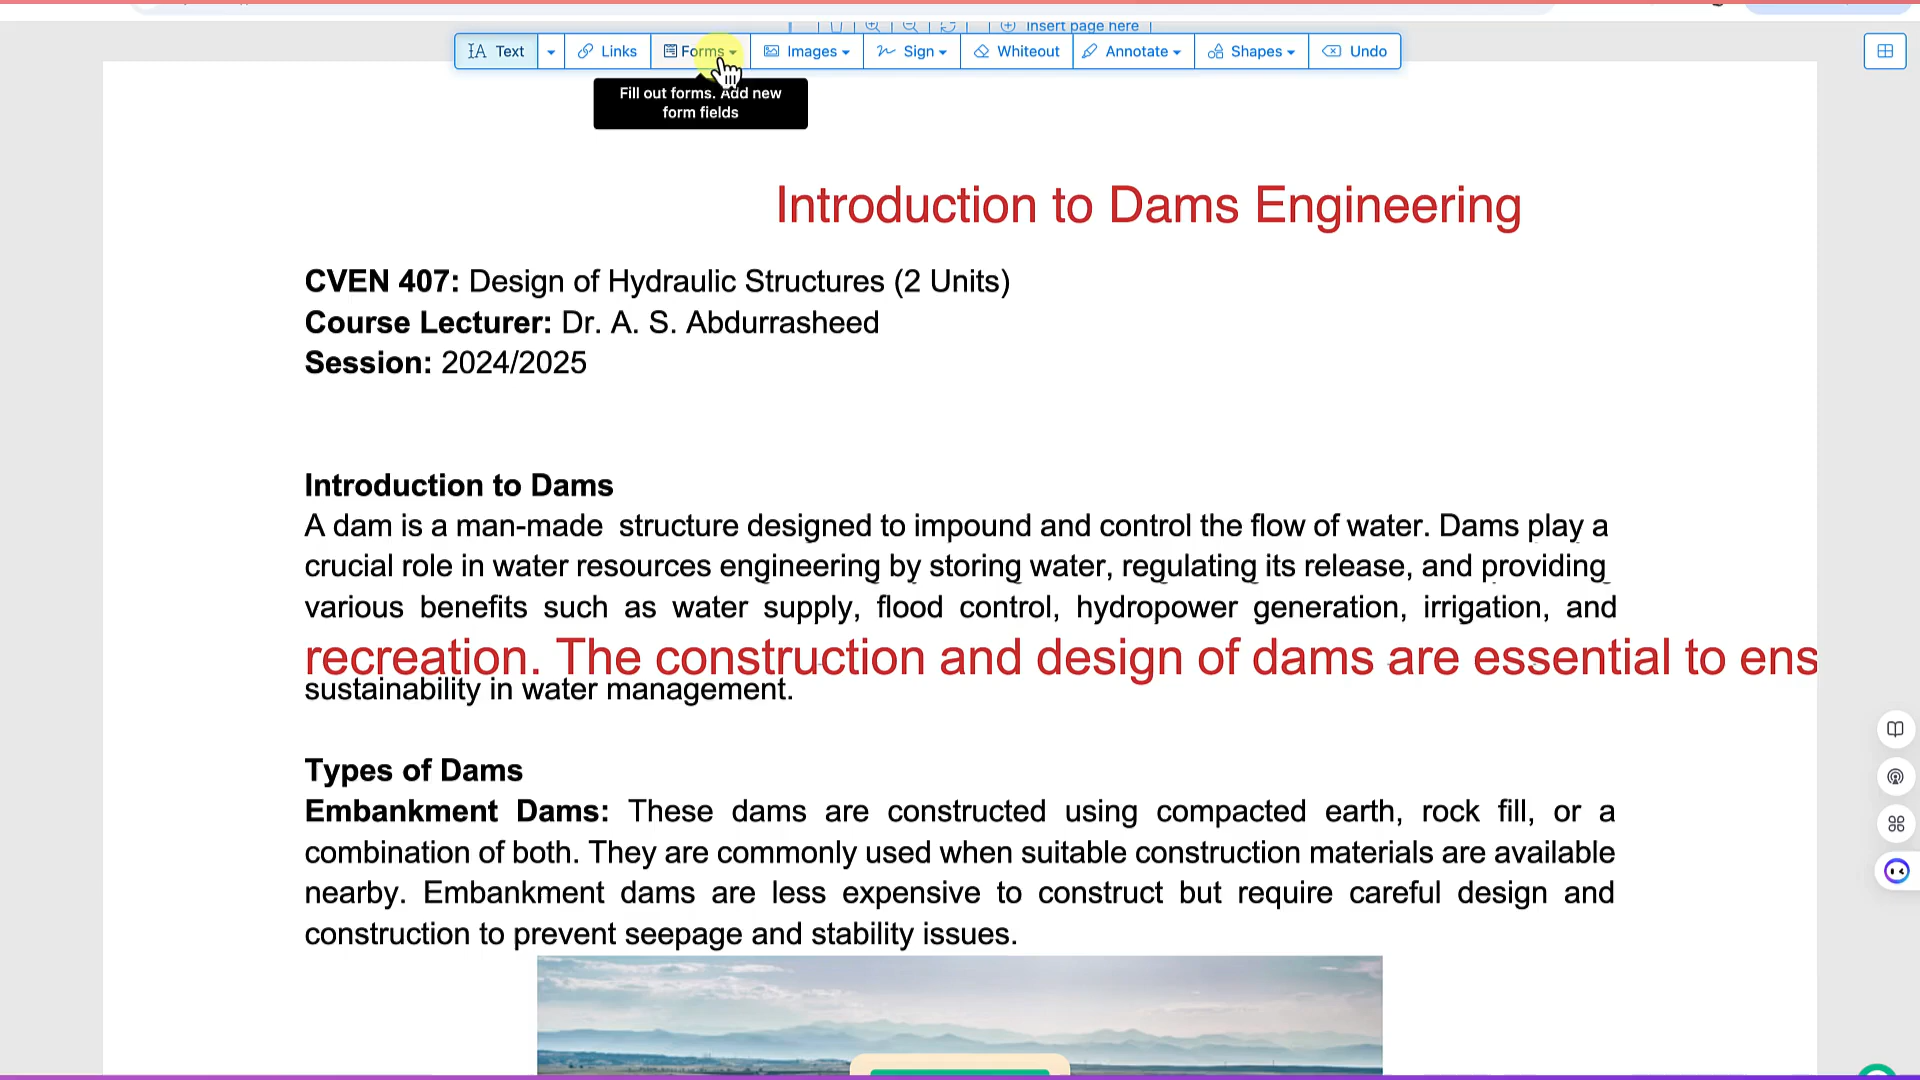 Insert page here
Text
Links
Forms
Images
Sign
Whiteout
Annotate
Shapes
Undo
Fill out forms. Add new
form fields
Introduction to Dams Engineering
CVEN 407: Design of Hydraulic Structures (2 Units)
Course Lecturer: Dr. A. S. Abdurrasheed
Session: 2024/2025
Introduction to Dams
A dam is a man-made structure designed to impound and control the flow of water. Dams play a
crucial role in water resources engineering by storing water, regulating its release, and providing
various benefits such as water supply, flood control, hydropower generation, irrigation, and
recreation. The construction and design of dams are essential to ens
sustainability in water management.
Types of Dams
Embankment Dams: These dams are constructed using compacted earth, rock fill, or a
combination of both. They are commonly used when suitable construction materials are available
nearby. Embankment dams are less expensive to construct but require careful design and
construction to prevent seepage and stability issues.